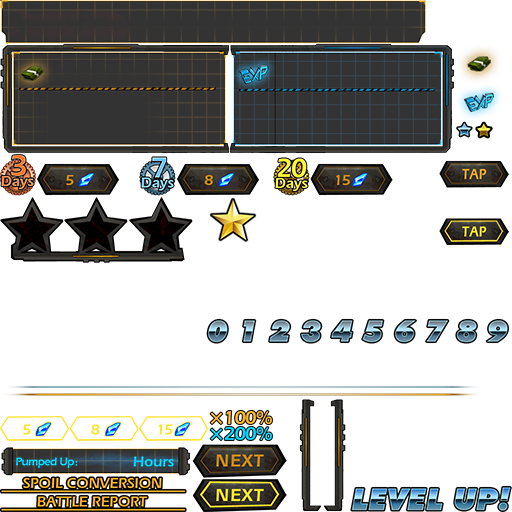 EXP
EXP
3 Days
5
7 Days
8
20 Days
15
TAP
TAP
0 1 2 3 4 5 6 7 8 9
5
8
15
×100%
×200%
Pumped Up: Hours
NEXT
SPOIL CONVERSION
BATTLE REPORT
NEXT
LEVEL UP!